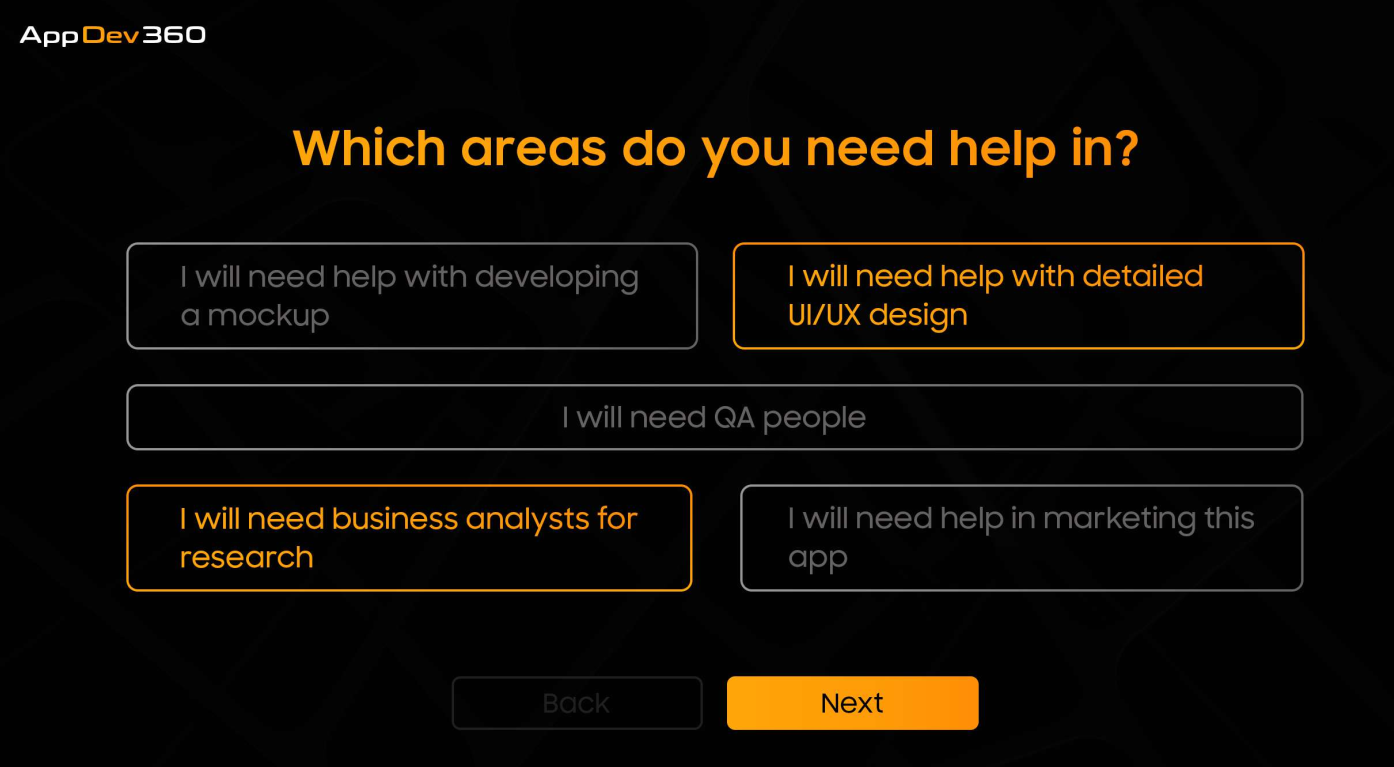 AppDev360
Which areas do you need help in?
I will need help with developing
a mockup
I will need help with detailed
UI/UX design
I will need QA people
I will need business analysts for
research
I will need help in marketing this
app
Back
Next